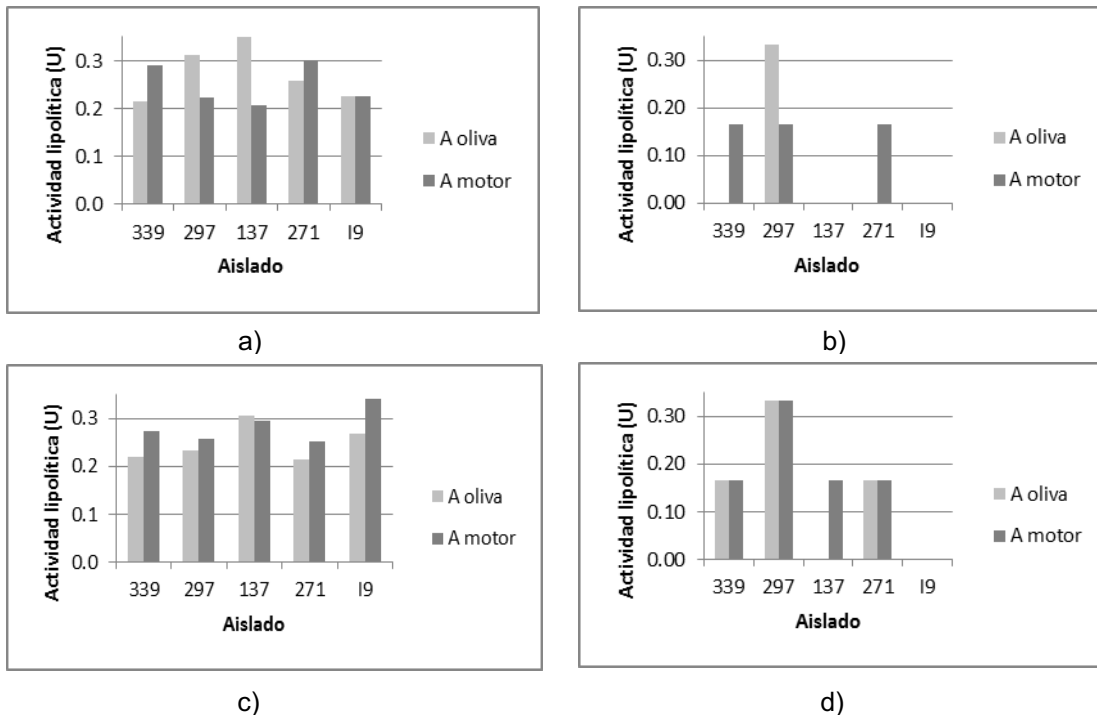 Actividad lipolítica (U)
0.3
0.2
0.1
0.0
339 297 137 271 I9
Aislado
A oliva
A motor
a)
Actividad lipolítica (U)
0.30
0.20
0.10
0.00
339 297 137 271 I9
Aislado
A oliva
A motor
b)
Actividad lipolítica (U)
0.3
0.2
0.1
0.0
339 297 137 271 I9
Aislado
A oliva
A motor
c)
Actividad lipolítica (U)
0.30
0.20
0.10
0.00
339 297 137 271 I9
Aislado
A oliva
A motor
d)